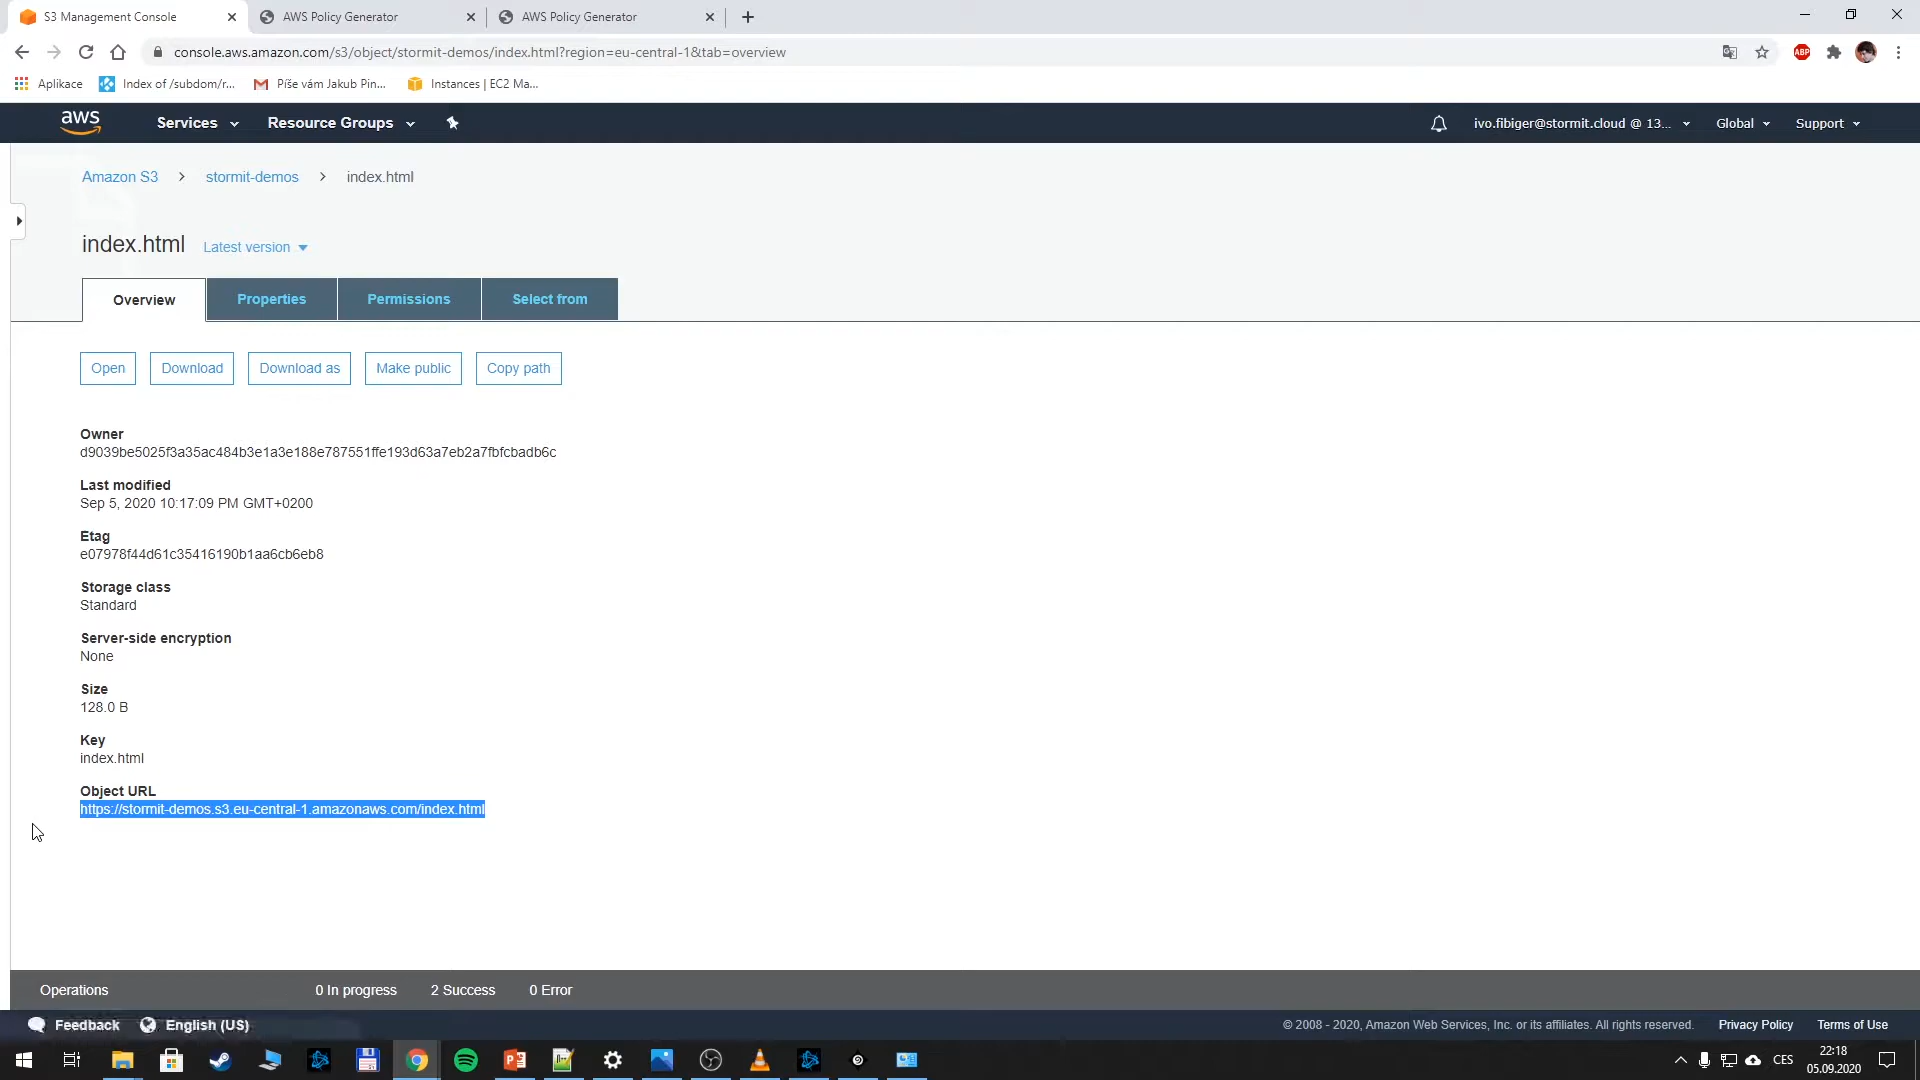 S3 Management Console
AWS Policy Generator
AWS Policy Generator
console.aws.amazon.com/s3/object/stormit-demos/index.html?region=eu-central-1&tab=overview
ABP
Aplikace
Index of /subdom/r...
Píše vám Jakub Pin...
Instances | EC2 Ma...
aws
Services
Resource Groups
ivo.fibiger@stormit.cloud @ 13...
Global
Support
Amazon S3 > stormit-demos > index.html
index.html
Latest version
Overview
Properties
Permissions
Select from
Open
Download
Download as
Make public
Copy path
Owner
d9039be5025f3a35ac484b3e1a3e188e787551ffe193d63a7eb2a7fbfcbadb6c
Last modified
Sep 5, 2020 10:17:09 PM GMT+0200
Etag
e07978f44d61c35416190b1aa6cb6eb8
Storage class
Standard
Server-side encryption
None
Size
128.0 B
Key
index.html
Object URL
https://stormit-demos.s3.eu-central-1.amazonaws.com/index.html
Operations
0 In progress
2 Success
0 Error
Feedback
English (US)
© 2008 - 2020, Amazon Web Services, Inc. or its affiliates. All rights reserved.
Privacy Policy
Terms of Use
CES
22:18
05.09.2020